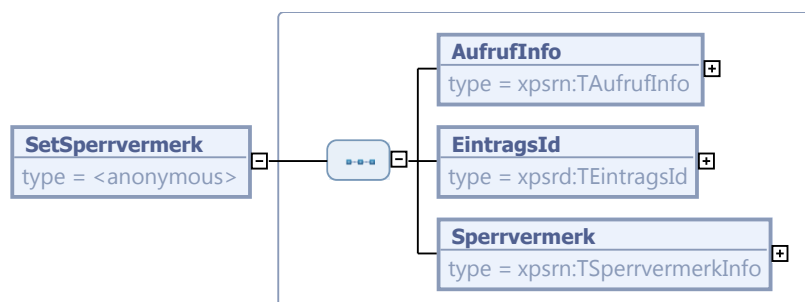 AufrufInfo
type = xpsrn:TAufrufInfo
SetSperrvermerk
type = <anonymous>
EintragsId
type = xpsrd:TEintragsId
Sperrvermerk
type = xpsrn:TSperrvermerkInfo